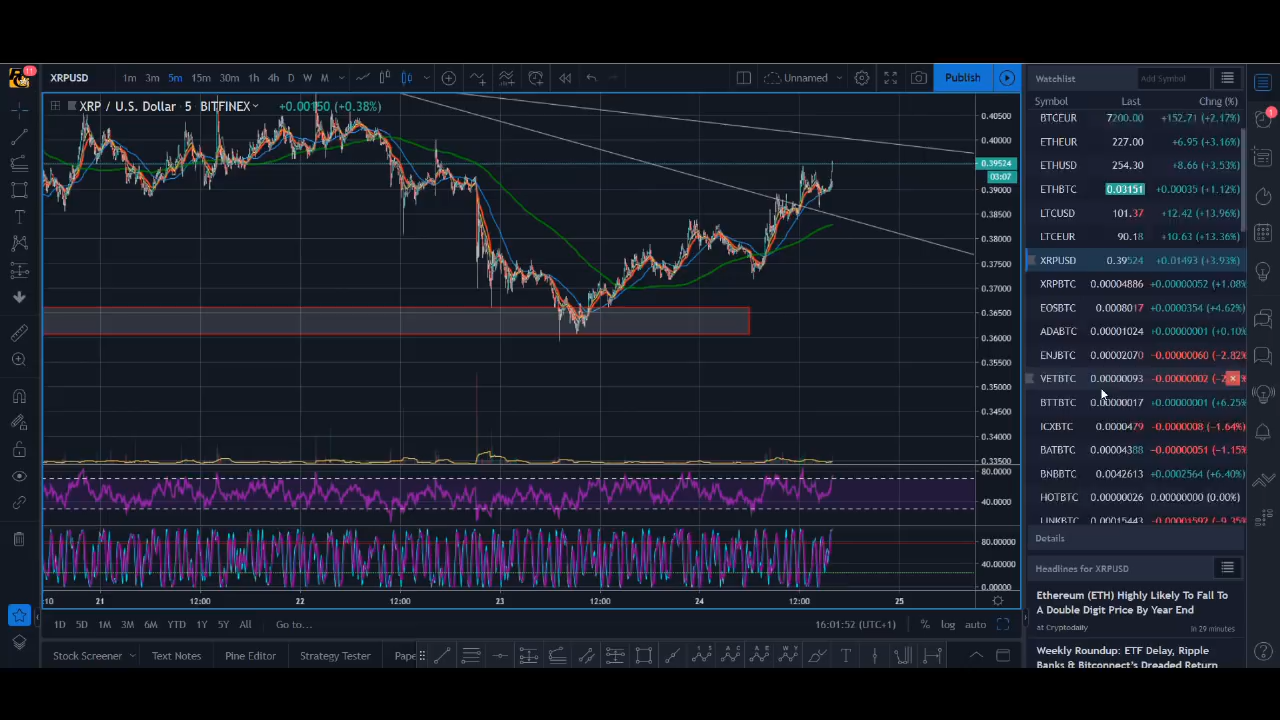 11
XRPUSD
1m 3m 5m 15m 30m 1h 4h D W M
Unnamed
Publish
XRP / U.S. Dollar · 5 BITFINEX
+0.00150 (+0.38%)
0.40500
0.40000
0.39524
03:07
0.39000
0.38500
0.38000
0.37500
0.37000
0.36500
0.36000
0.35500
0.35000
0.34500
0.34000
0.33500
80.0000
40.0000
80.00000
40.00000
0.00000
:10 21 12:00 22 12:00 23 12:00 24 12:00 25
1D 5D 1M 3M 6M YTD 1Y 5Y All Go to...
16:01:52 (UTC+1) % log auto
Stock Screener Text Notes Pine Editor Strategy Tester Pape
Watchlist
Add Symbol
Symbol Last Chng (%)
BTCEUR 7200.00 +152.71 (+2.17%)
ETHEUR 227.00 +6.95 (+3.16%)
ETHUSD 254.30 +8.66 (+3.53%)
ETHBTC 0.03151 +0.00035 (+1.12%)
LTCUSD 101.37 +12.42 (+13.96%)
LTCEUR 90.18 +10.63 (+13.36%)
XRPUSD 0.39524 +0.01493 (+3.93%)
XRPBTC 0.00004886 +0.00000052 (+1.08%)
EOSBTC 0.0008017 +0.0000354 (+4.62%)
ADABTC 0.00001024 +0.00000001 (+0.10%)
ENJBTC 0.00002070 -0.00000060 (-2.82%
VETBTC 0.00000093 -0.00000002
BTTBTC 0.00000017 +0.00000001 (+6.25%)
ICXBTC 0.0000479 -0.0000008 (-1.64%)
BATBTC 0.00004388 -0.00000051 (-1.15%)
BNBBTC 0.0042613 +0.0002564 (+6.40%)
HOTBTC 0.00000026 0.00000000 (0.00%)
LINKBTC 0.00015443 -0.00001592 (-9.35%)
Details
Headlines for XRPUSD
Ethereum (ETH) Highly Likely To Fall To
A Double Digit Price By Year End
at Cryptodaily in 29 minutes
Weekly Roundup: ETF Delay, Ripple
Banks & Bitconnect's Dreaded Return
1